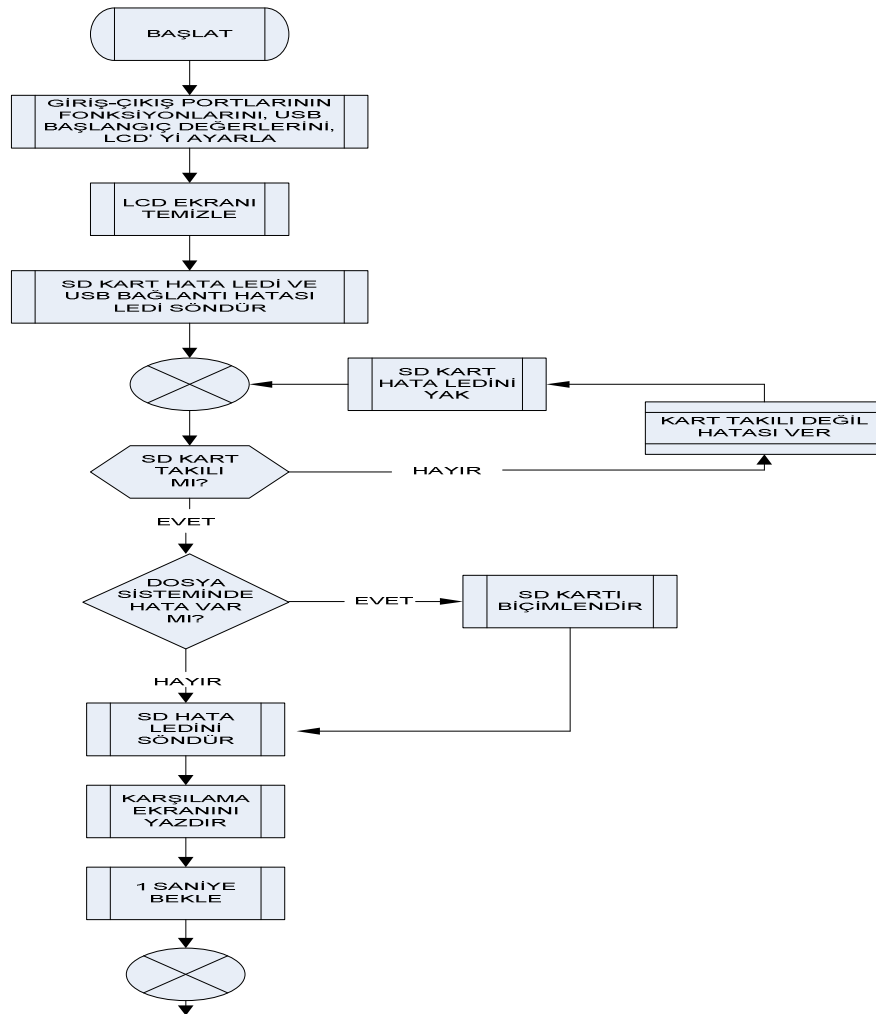 BAŞLAT
GİRİŞ-ÇIKIŞ PORTLARININ
FONKSİYONLARINI, USB
BAŞLANGIÇ DEĞERLERİNİ,
LCD' Yİ AYARLA
LCD EKRANI
TEMİZLE
SD KART HATA LEDİ VE
USB BAĞLANTI HATASI
LEDİ SÖNDÜR
SD KART
HATA LEDİNİ
YAK
KART TAKILI DEĞİL
HATASI VER
SD KART
TAKILI
MI?
HAYIR
EVET
DOSYA
SİSTEMİNDE
HATA VAR
MI?
EVET
SD KARTI
BİÇİMLENDİR
HAYIR
SD HATA
LEDİNİ
SÖNDÜR
KARŞILAMA
EKRANINI
YAZDIR
1 SANİYE
BEKLE